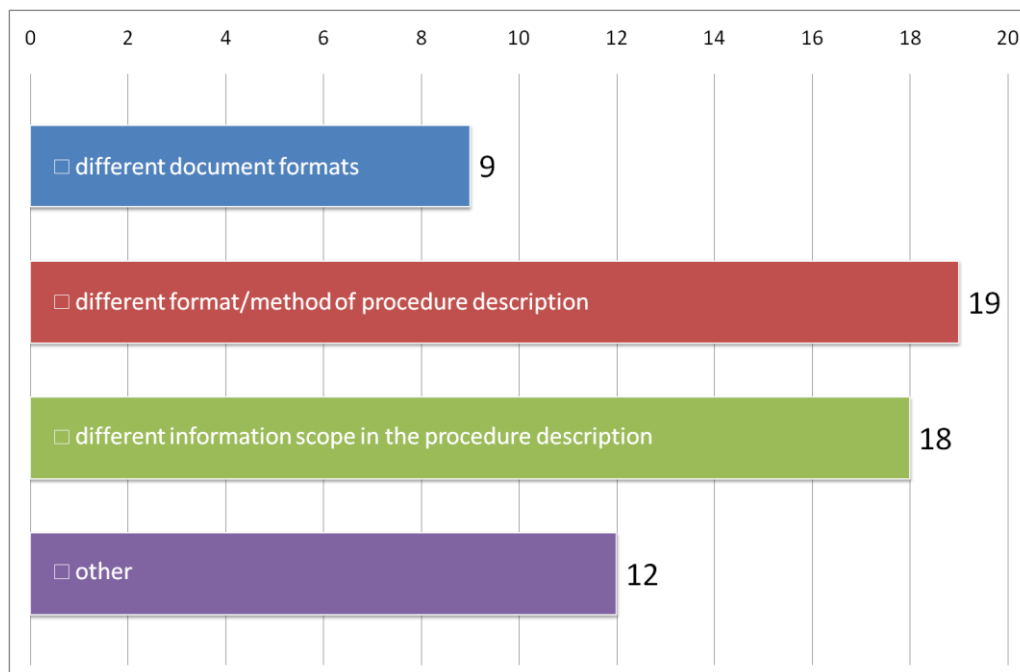 0 2 4 6 8 10 12 14 16 18 20
□ different document formats 9
□ different format/method of procedure description 19
□ different information scope in the procedure description 18
□ other 12